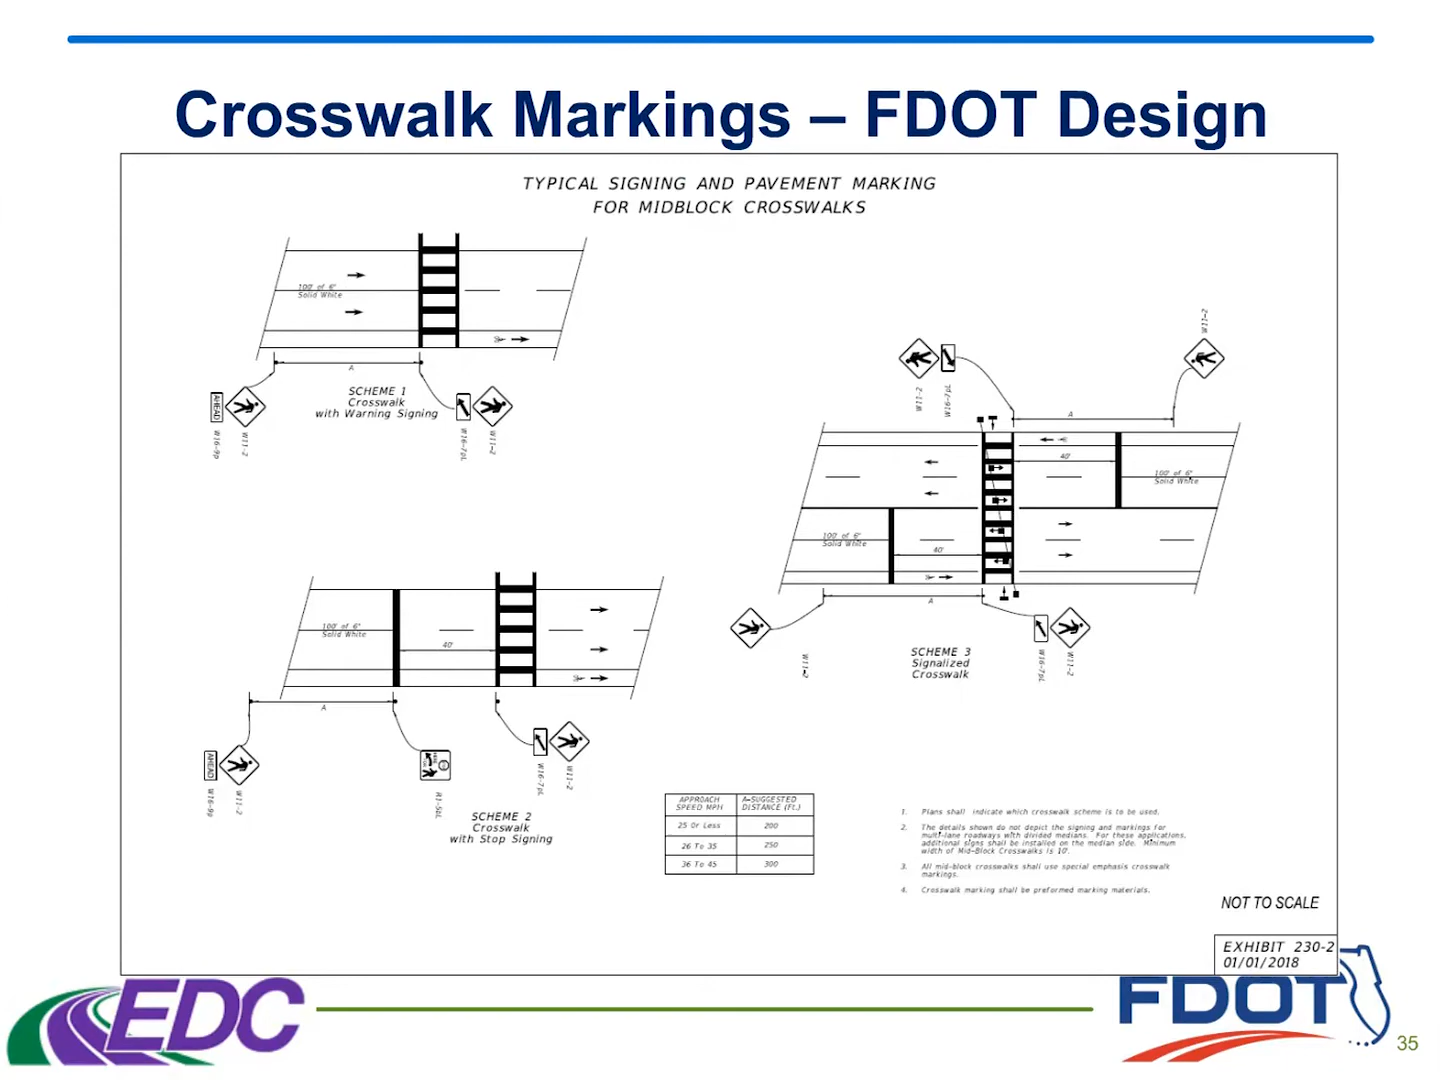 Crosswalk Markings – FDOT Design
TYPICAL SIGNING AND PAVEMENT MARKING
FOR MIDBLOCK CROSSWALKS
100' of 6"
Solid White
A
SCHEME 1
Crosswalk
with Warning Signing
AHEAD
W16-9p
W11-2
W16-7pL
W11-2
W11-2
W11-2
W16-7pL
A
40'
100' of 6"
Solid White
100' of 6"
Solid White
40'
A
W11-2
W16-7pL
W11-2
SCHEME 3
Signalized
Crosswalk
100' of 6"
Solid White
40'
A
AHEAD
W16-9p
W11-2
HERE
R1-5bL
W16-7pL
W11-2
SCHEME 2
Crosswalk
with Stop Signing
APPROACH SPEED MPH A-SUGGESTED DISTANCE (Ft.)
25 Or Less 200
26 To 35 250
36 To 45 300
1. Plans shall indicate which crosswalk scheme is to be used.
2. The details shown do not depict the signing and markings for
multi-lane roadways with divided medians. For these applications,
additional signs shall be installed on the median side. Minimum
width of Mid-Block Crosswalks is 10'.
3. All mid-block crosswalks shall use special emphasis crosswalk
markings.
4. Crosswalk marking shall be preformed marking materials.
NOT TO SCALE
EXHIBIT 230-2
01/01/2018
EDC
FDOT
35